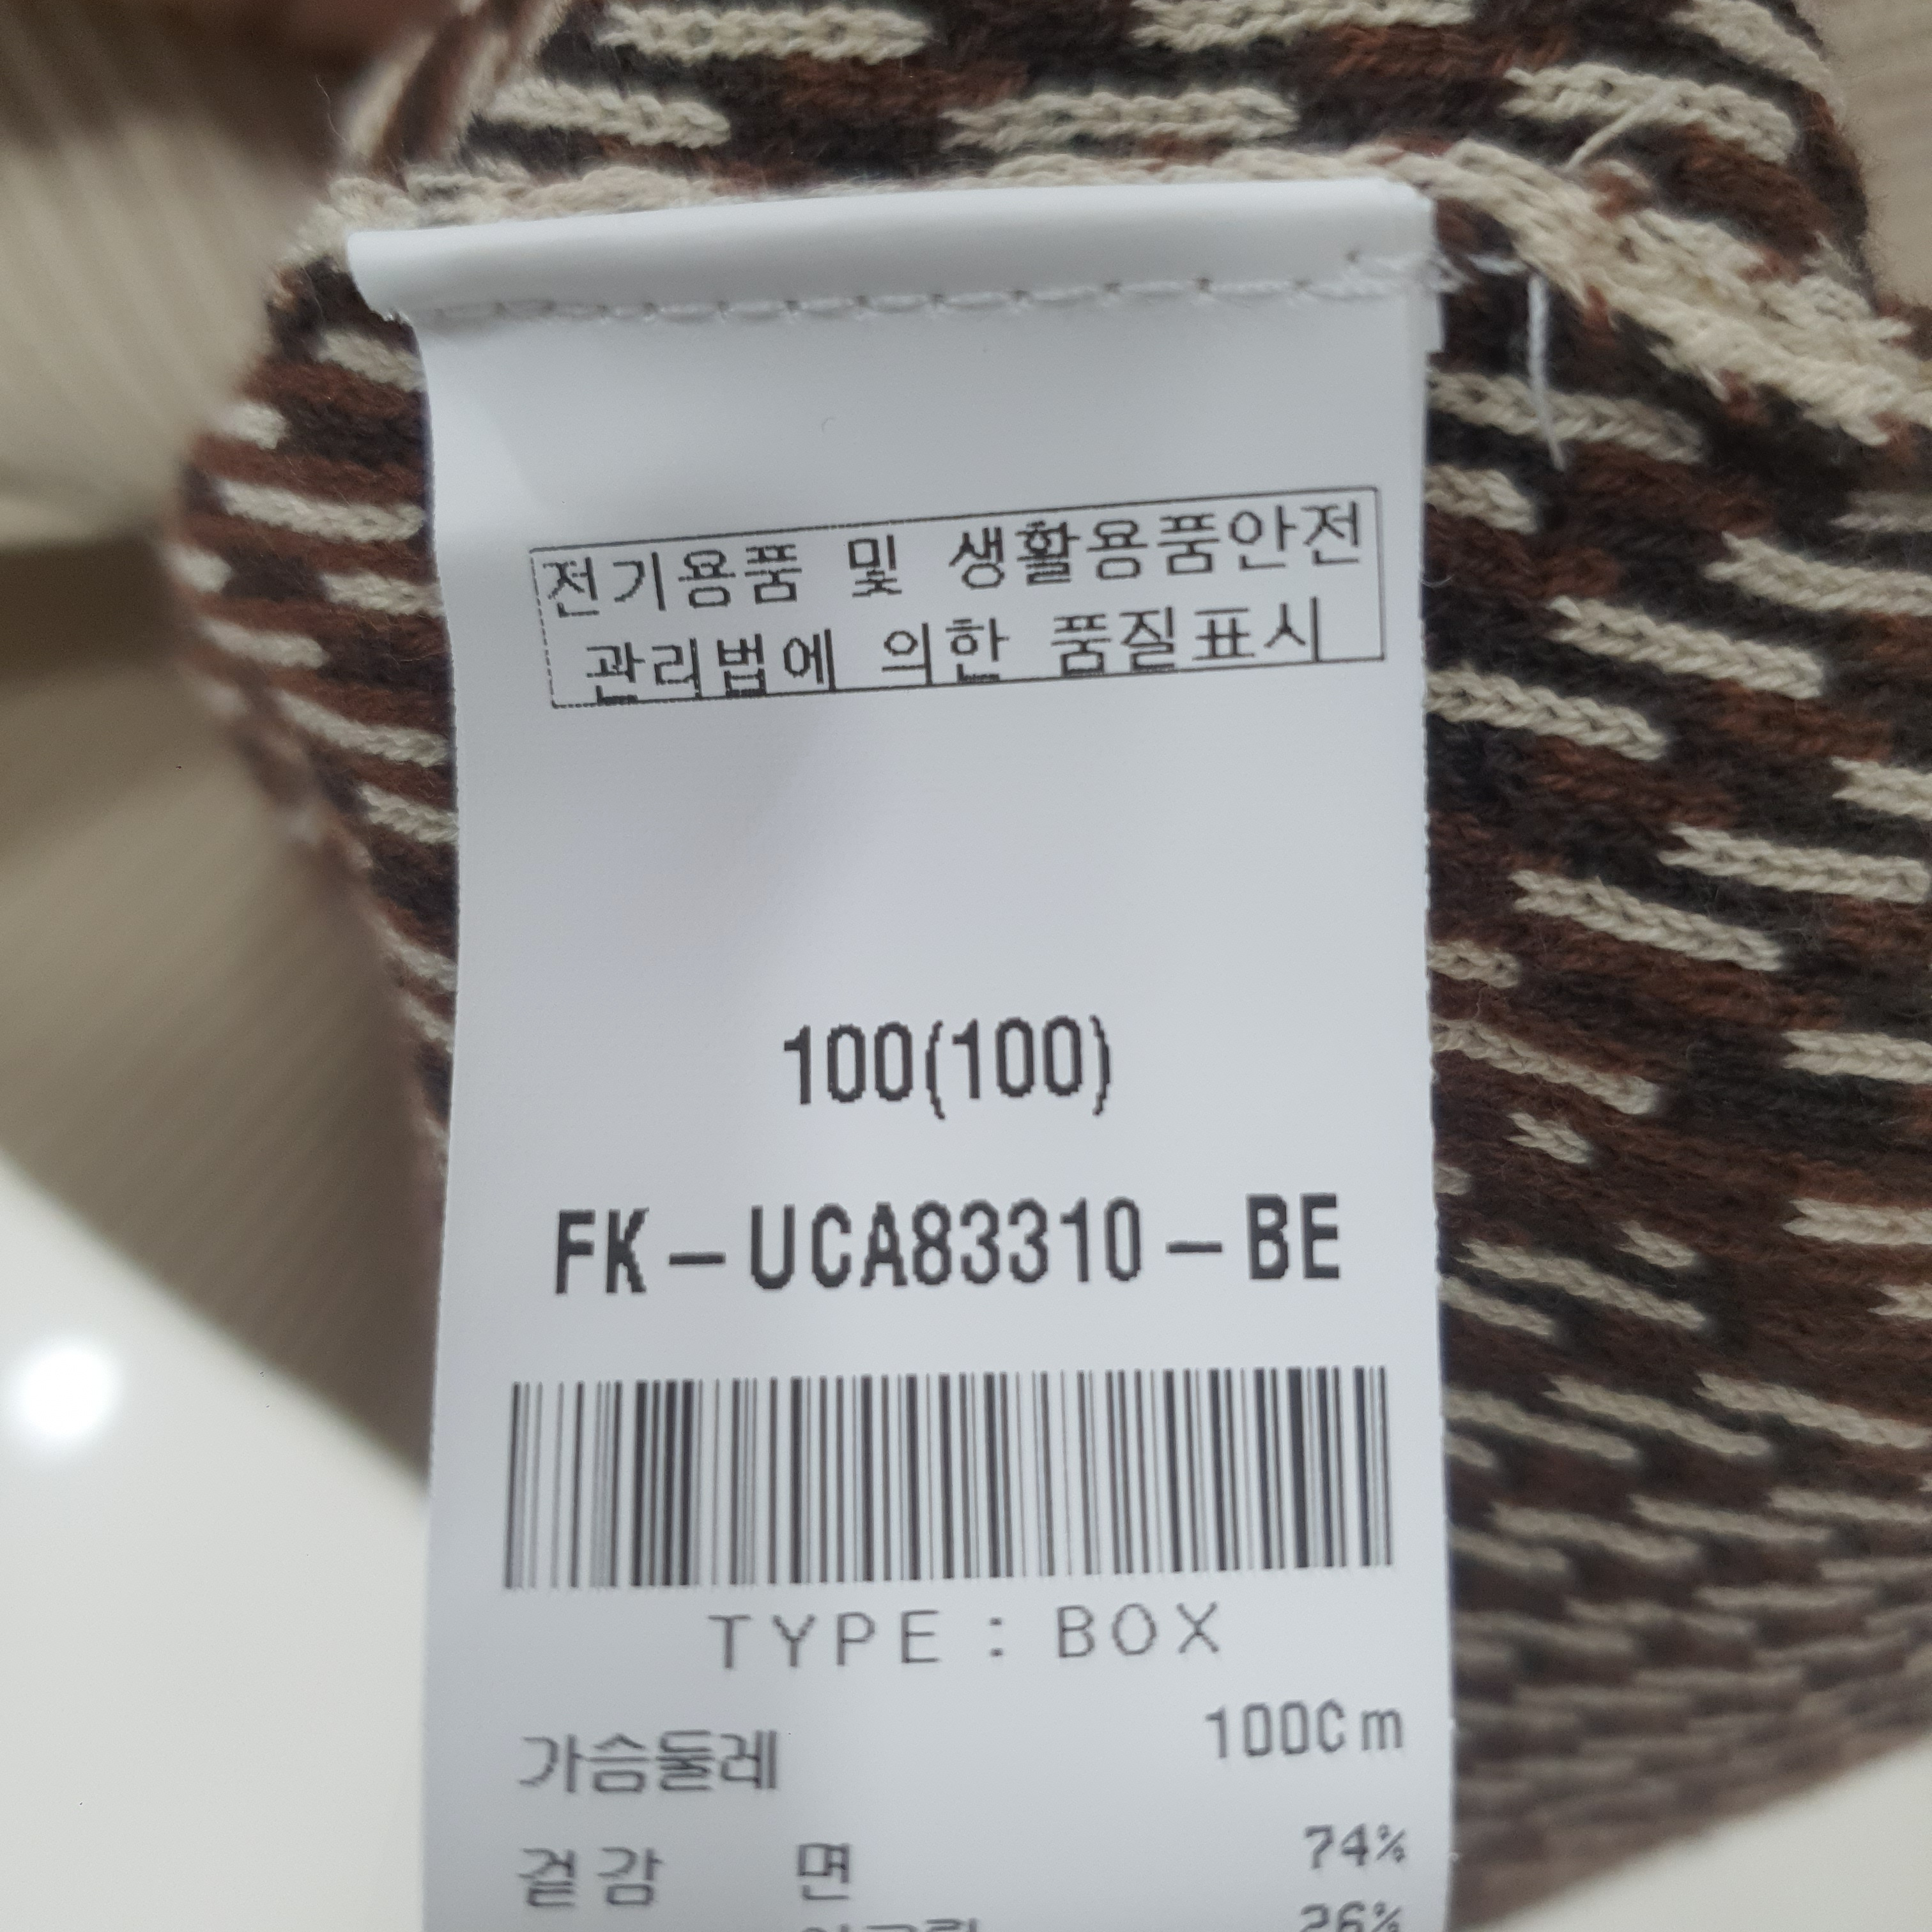 전기용품 및 생활용품안전
관리법에 의한 품질표시
100(100)
FK-UCA83310-BE
TYPE : BOX
가슴둘레 100Cm
겉감 면 74%
26%